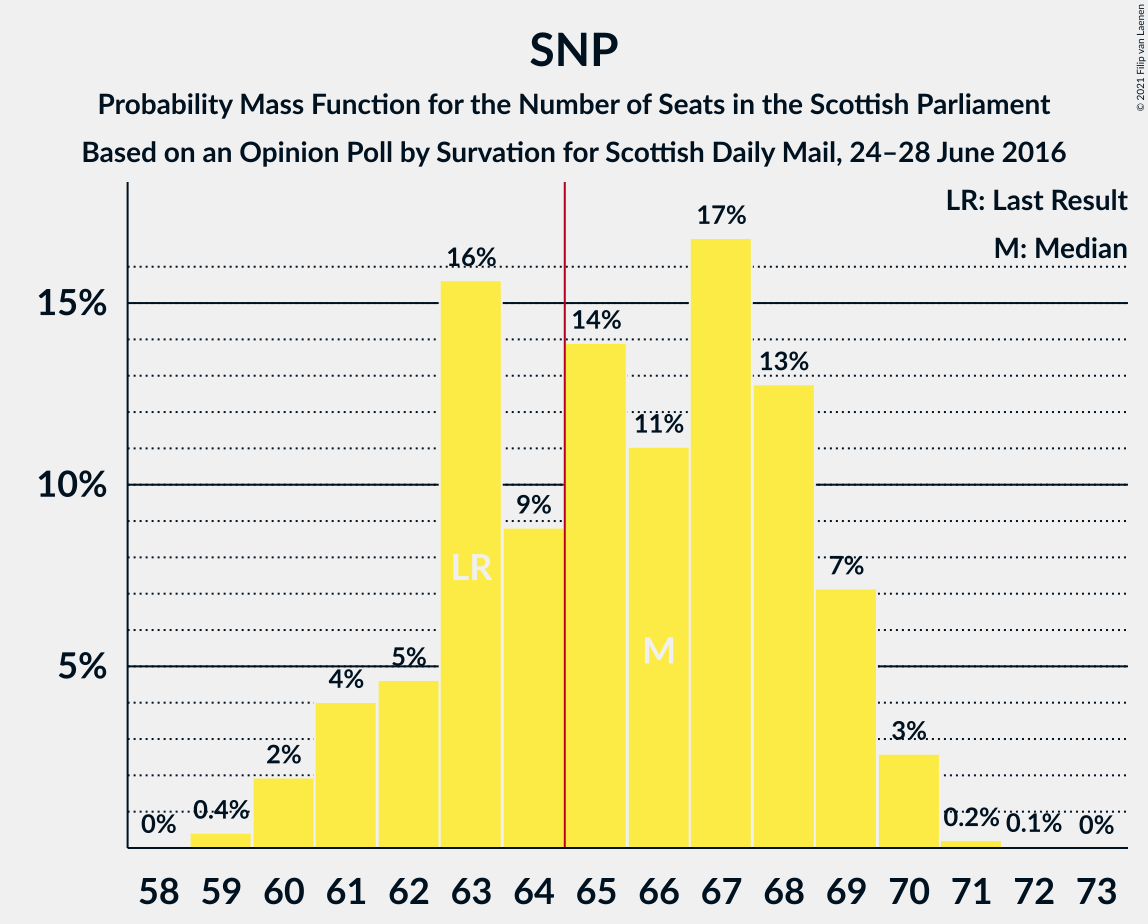 SNP
Probability Mass Function for the Number of Seats in the Scottish Parliament
Based on an Opinion Poll by Survation for Scottish Daily Mail, 24–28 June 2016
© 2021 Filip van Laenen
LR: Last Result
M: Median
15%
10%
5%
0%
0.4%
2%
4%
5%
16%
9%
14%
11%
17%
13%
7%
3%
0.2%
0.1%
0%
LR
M
58 59 60 61 62 63 64 65 66 67 68 69 70 71 72 73